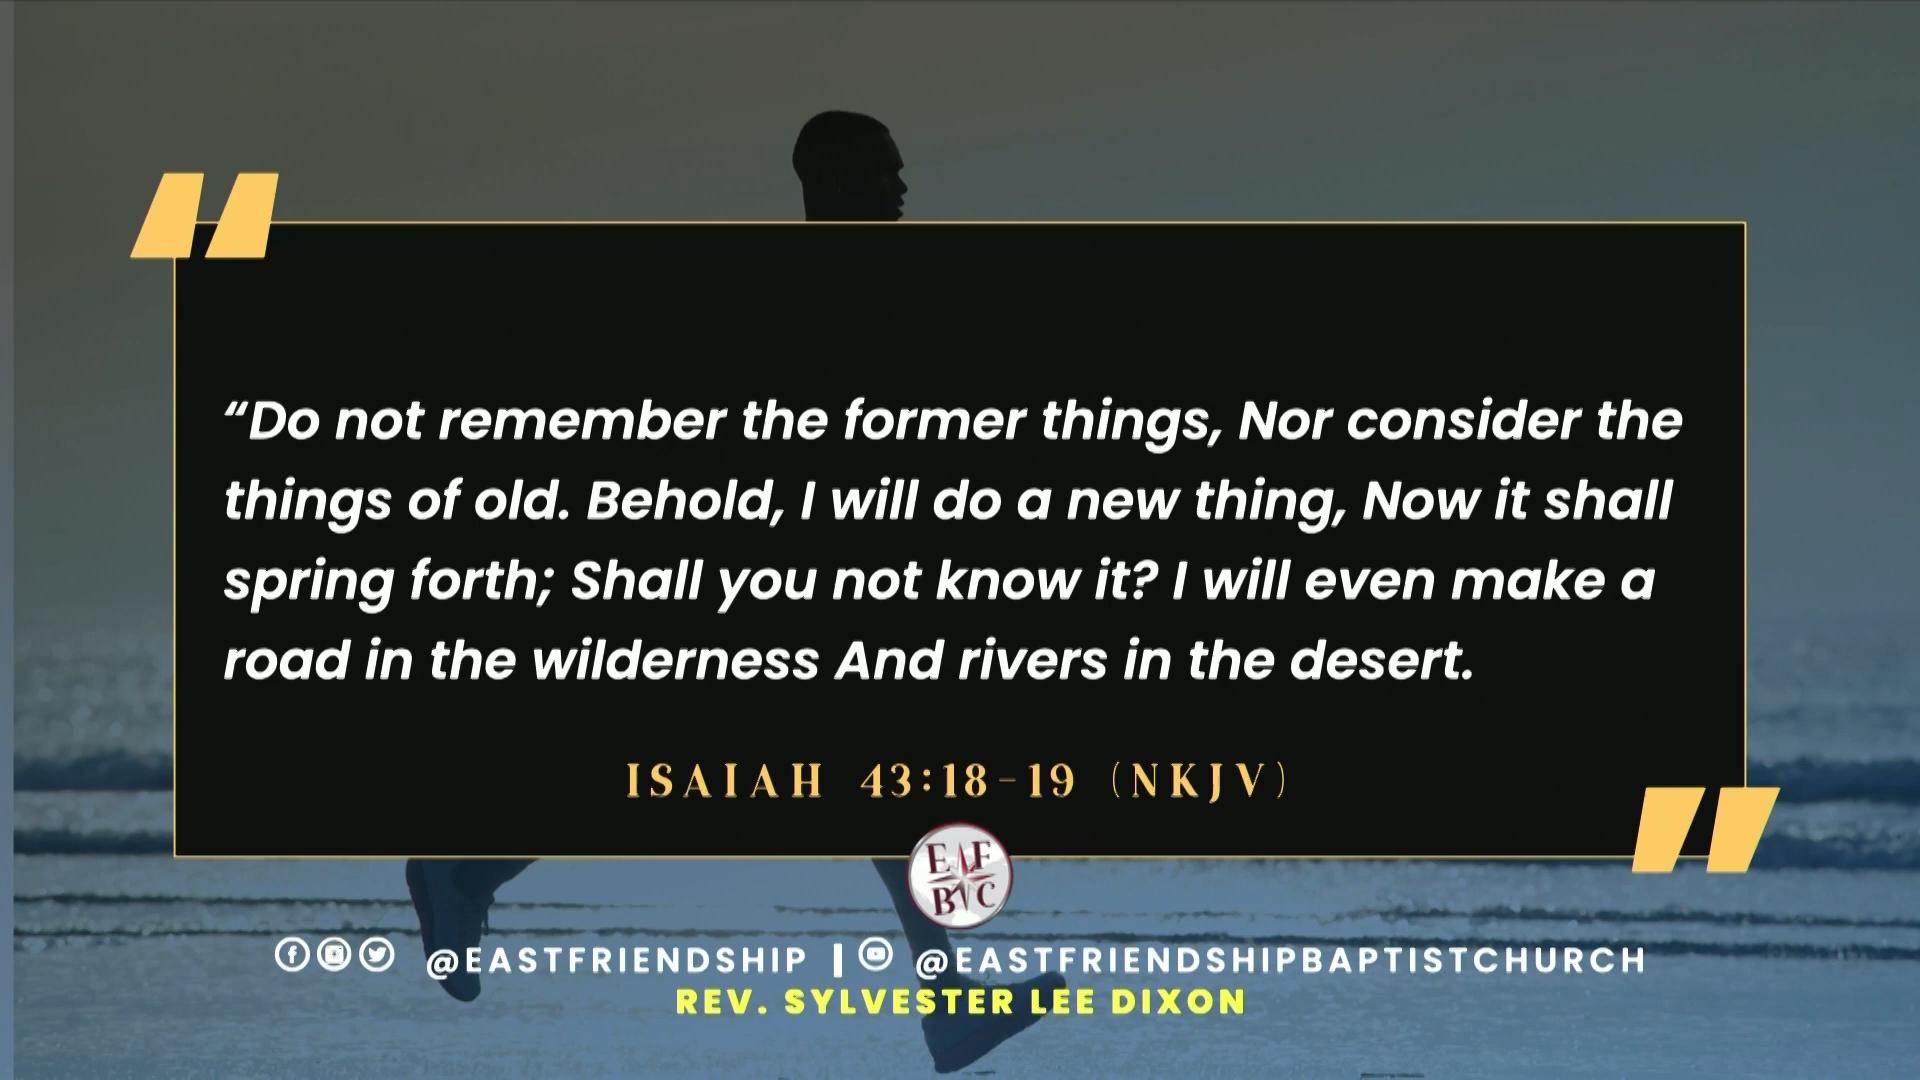 “Do not remember the former things, Nor consider the
things of old. Behold, I will do a new thing, Now it shall
spring forth; Shall you not know it? I will even make a
road in the wilderness And rivers in the desert.
ISAIAH 43:18-19 (NKJV)
E F
B C
@EASTFRIENDSHIP | @EASTFRIENDSHIPBAPTISTCHURCH
REV. SYLVESTER LEE DIXON